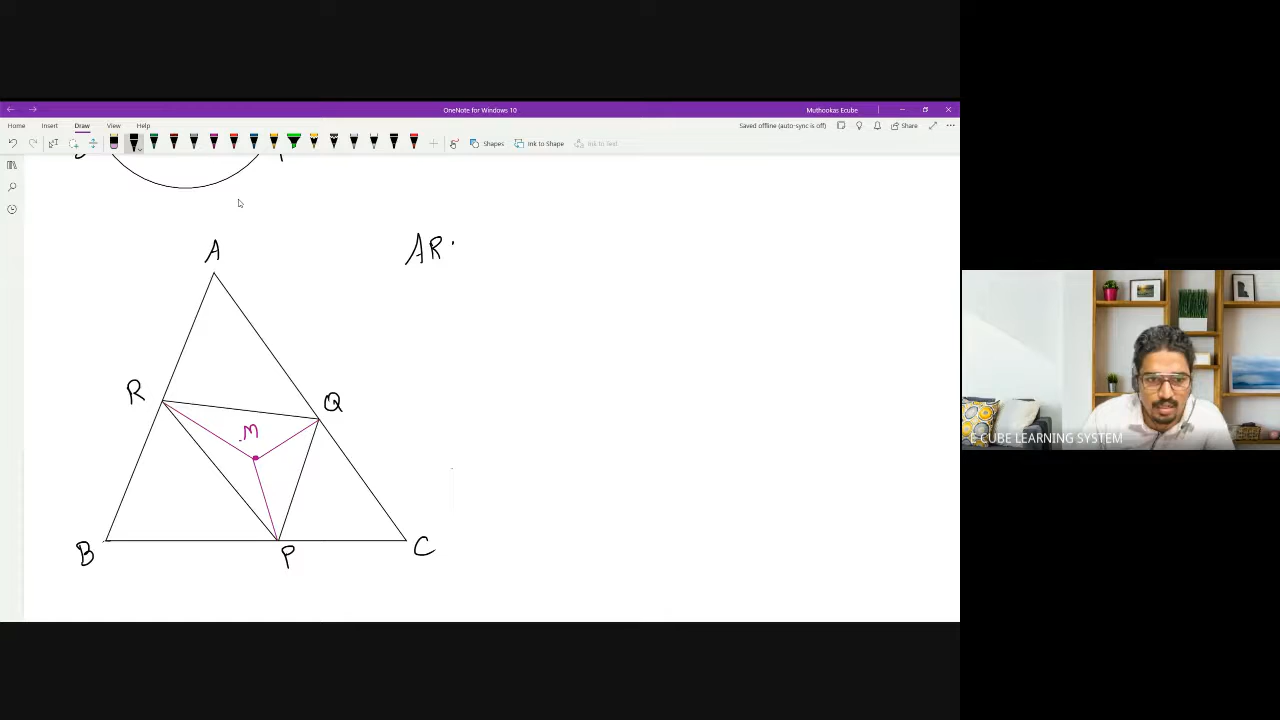 OneNote for Windows 10
Muthookas Ecube
Home Insert Draw View Help
Saved offline (auto-sync is off)
Share
Shapes
Ink to Shape
Ink to Text
A
AR
R
Q
M
B
P
C
E CUBE LEARNING SYSTEM